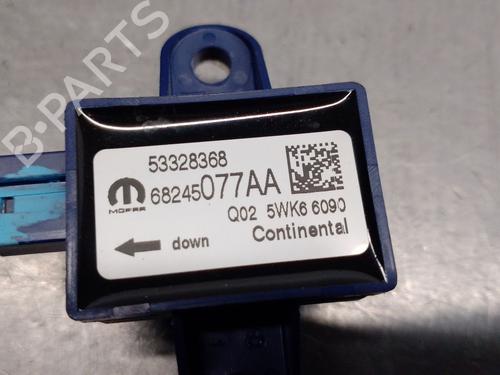 B-PARTS
53328368
MOPAR
68245077AA
Q02 5WK6 6090
down
Continental